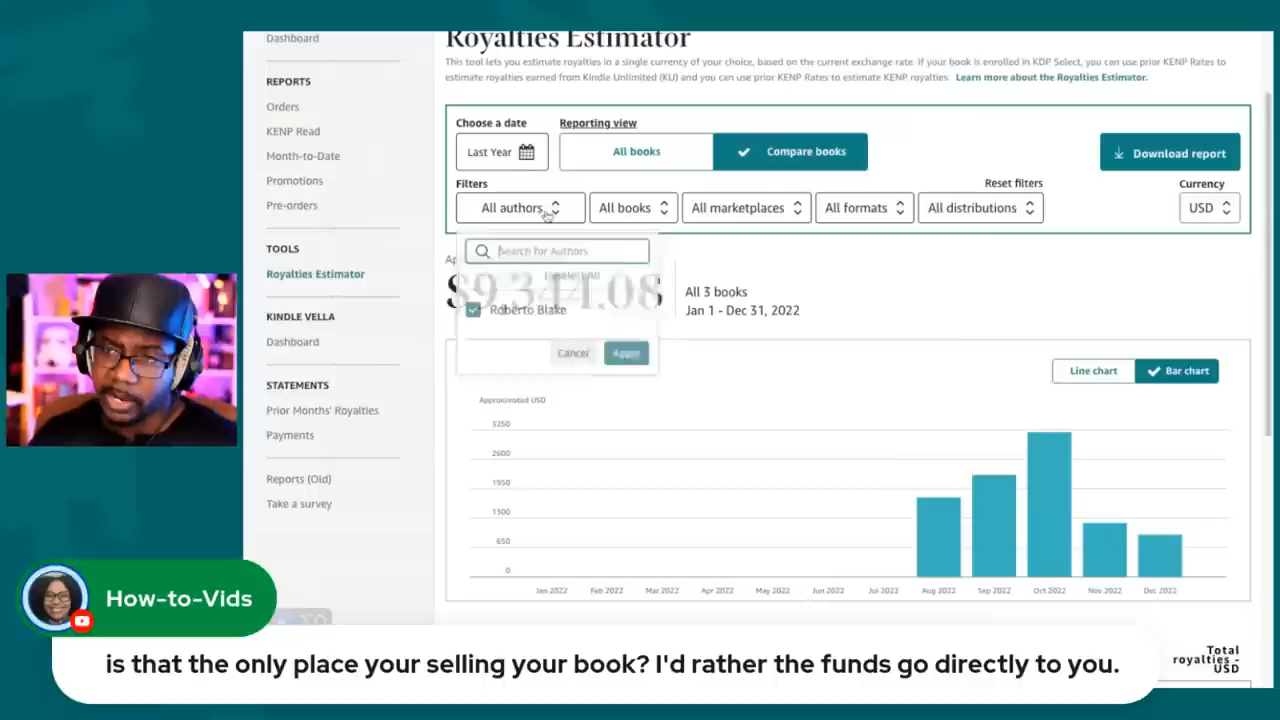 Dashboard
REPORTS
Orders
KENP Read
Month-to-Date
Promotions
Pre-orders
TOOLS
Royalties Estimator
KINDLE VELLA
Dashboard
STATEMENTS
Prior Months' Royalties
Payments
Reports (Old)
Take a survey
Royalties Estimator
This tool lets you estimate royalties in a single currency of your choice, based on the current exchange rate. If your book is enrolled in KDP Select, you can use prior KENP Rates to
estimate royalties earned from Kindle Unlimited (KU) and you can use prior KENP Rates to estimate KENP royalties. Learn more about the Royalties Estimator.
Choose a date
Reporting view
Last Year
All books
Compare books
Download report
Filters
Reset filters
Currency
All authors
All books
All marketplaces
All formats
All distributions
USD
Search for Authors
Roberto Blake
Cancel
Apply
All 3 books
Jan 1 - Dec 31, 2022
Line chart
Bar chart
Approximated USD
3250
2600
1950
1300
650
0
Jan 2022 Feb 2022 Mar 2022 Apr 2022 May 2022 Jun 2022 Jul 2022 Aug 2022 Sep 2022 Oct 2022 Nov 2022 Dec 2022
Total
royalties -
USD
How-to-Vids
is that the only place your selling your book? I'd rather the funds go directly to you.